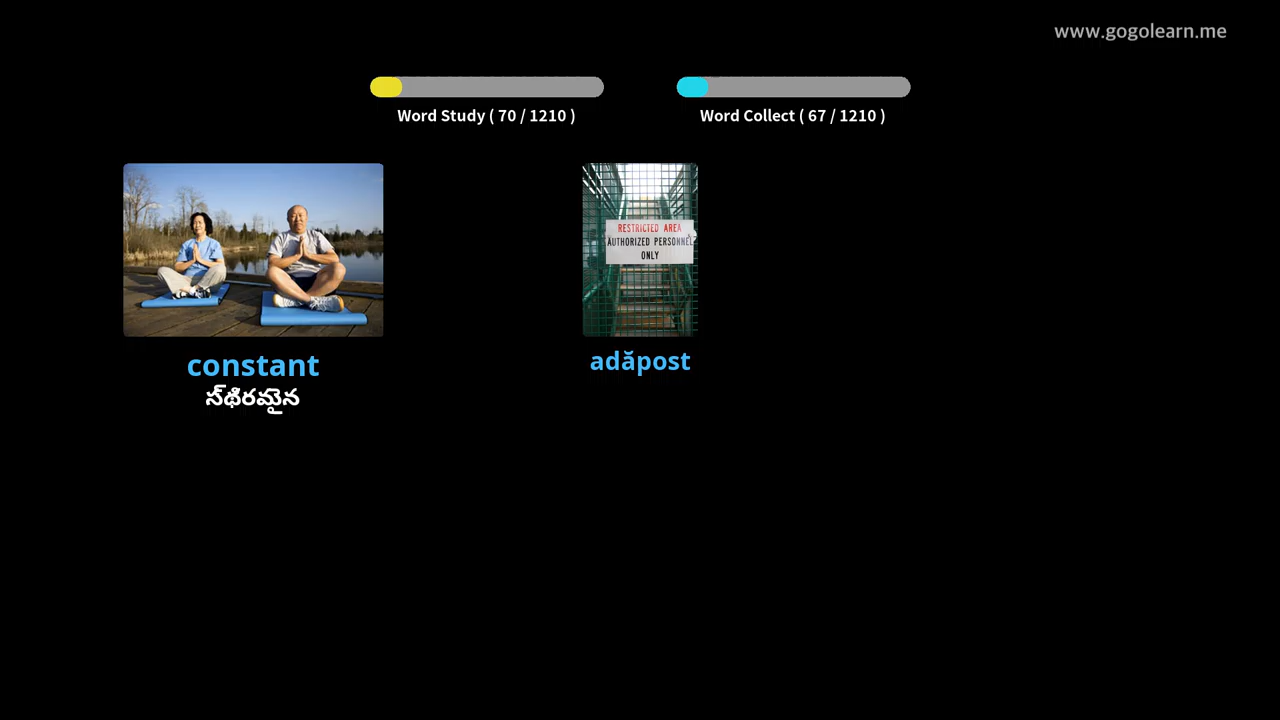 www.gogolearn.me
Word Study ( 70 / 1210 )
Word Collect ( 67 / 1210 )
RESTRICTED AREA
AUTHORIZED PERSONNEL
ONLY
constant
స్థిరమైన
adăpost